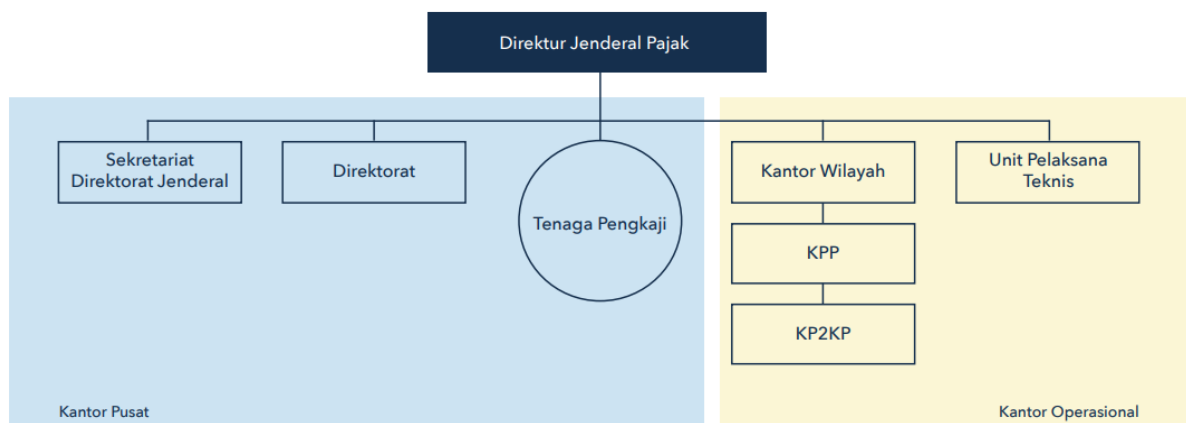 Direktur Jenderal Pajak
Sekretariat
Direktorat Jenderal
Direktorat
Tenaga Pengkaji
Kantor Wilayah
Unit Pelaksana
Teknis
KPP
KP2KP
Kantor Pusat
Kantor Operasional